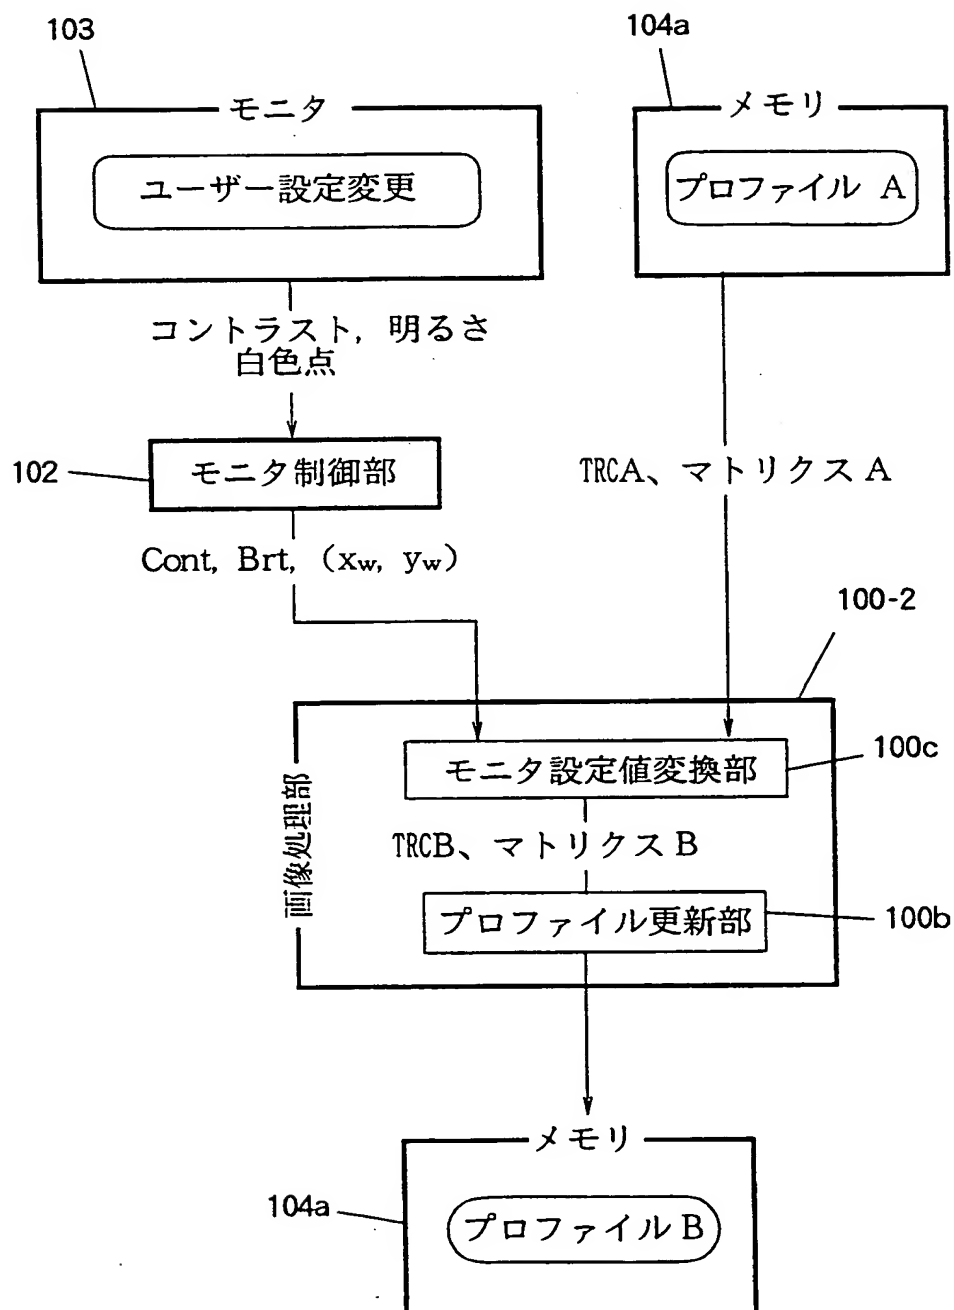 103
モニタ
ユーザー設定変更
104a
メモリ
プロファイル A
コントラスト, 明るさ
白色点
102
モニタ制御部
TRCA、マトリクス A
Cont, Brt, (xw, yw)
100-2
画像処理部
モニタ設定値変換部
100c
TRCB、マトリクス B
プロファイル更新部
100b
メモリ
104a
プロファイル B